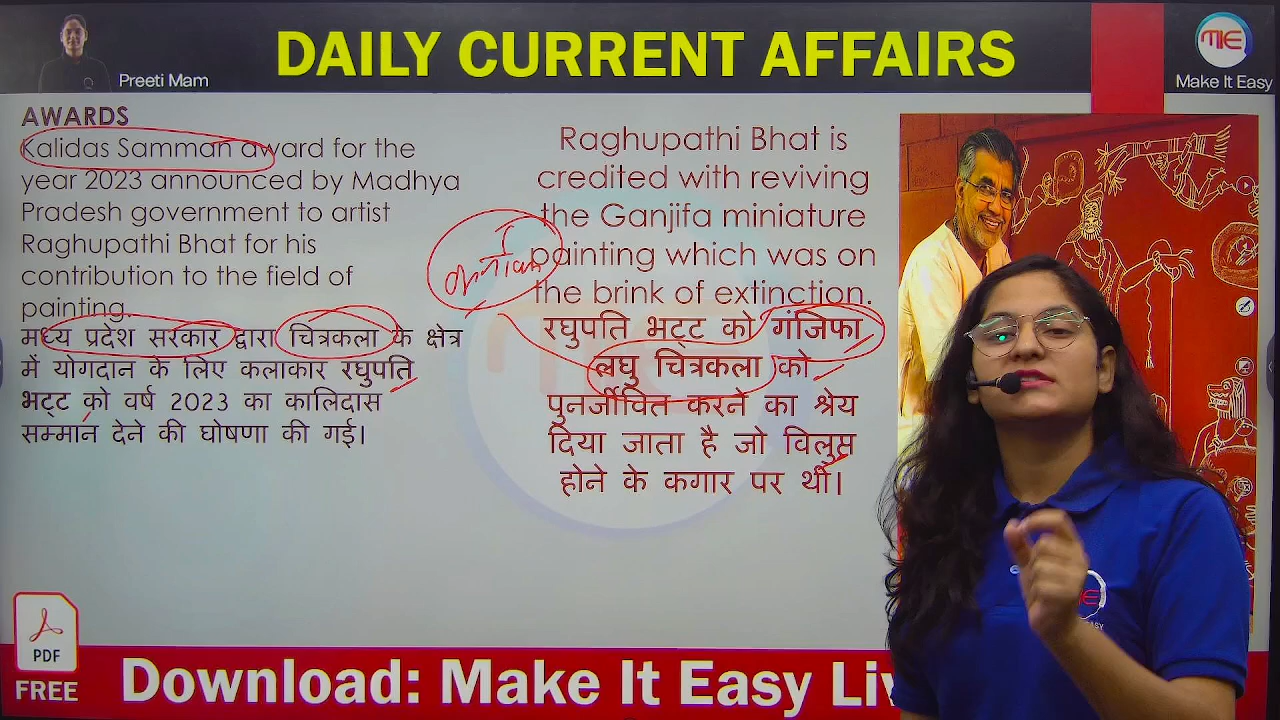 Preeti Mam
DAILY CURRENT AFFAIRS
MIE
Make It Easy
AWARDS
Kalidas Samman award for the
year 2023 announced by Madhya
Pradesh government to artist
Raghupathi Bhat for his
contribution to the field of
painting.
मध्य प्रदेश सरकार द्वारा चित्रकला के क्षेत्र
में योगदान के लिए कलाकार रघुपति
भट्ट को वर्ष 2023 का कालिदास
सम्मान देने की घोषणा की गई।
Raghupathi Bhat is
credited with reviving
the Ganjifa miniature
painting which was on
the brink of extinction.
रघुपति भट्ट को गंजिफा
लघु चित्रकला को
पुनर्जीवित करने का श्रेय
दिया जाता है जो विलुप्त
होने के कगार पर थी।
PDF
FREE
Download: Make It Easy Liv